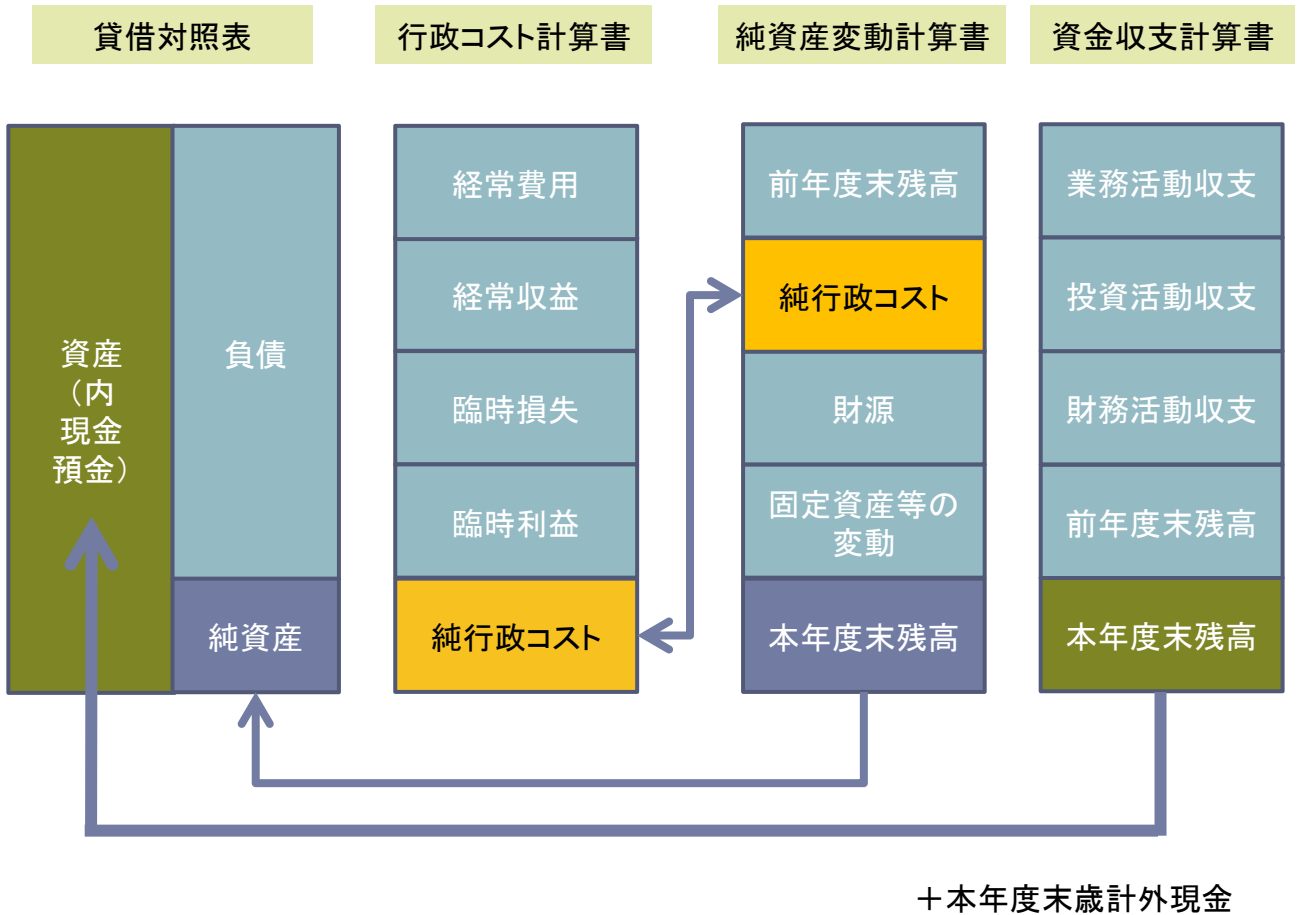 貸借対照表
行政コスト計算書
純資産変動計算書
資金収支計算書
資産
（内
現金
預金）
負債
純資産
経常費用
経常収益
臨時損失
臨時利益
純行政コスト
前年度末残高
純行政コスト
財源
固定資産等の
変動
本年度末残高
業務活動収支
投資活動収支
財務活動収支
前年度末残高
本年度末残高
＋本年度末歳計外現金